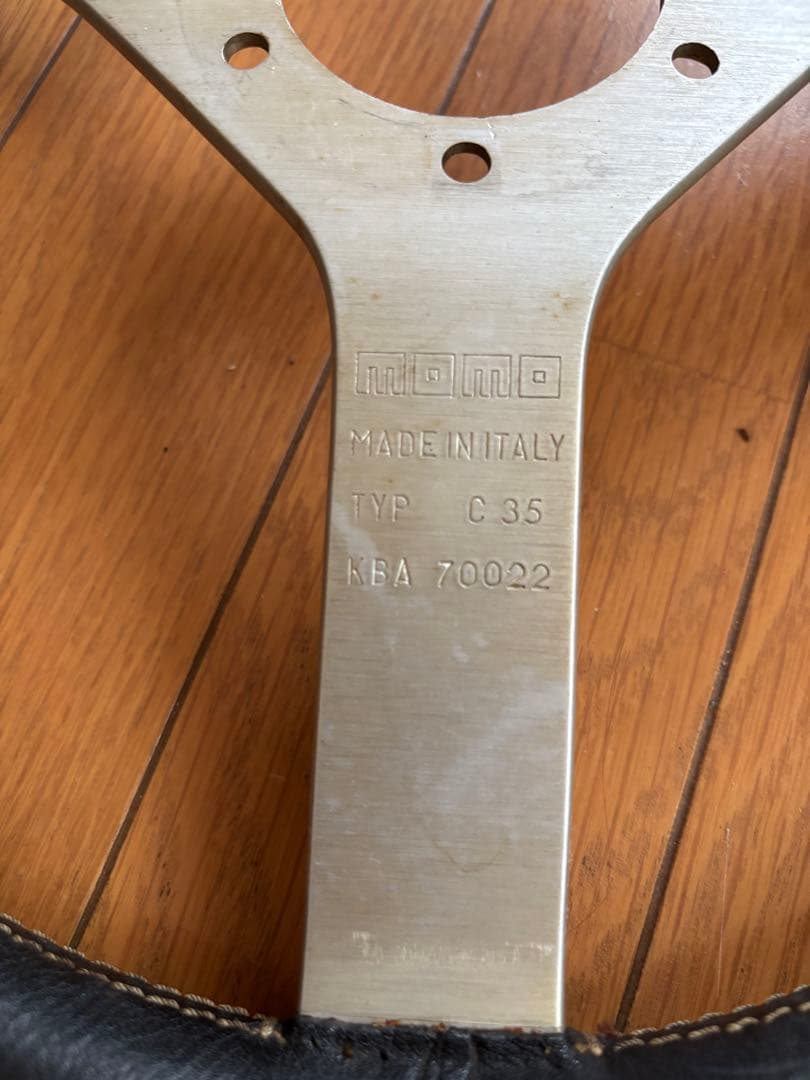 momo
MADE IN ITALY
TYP C 35
KBA 70022